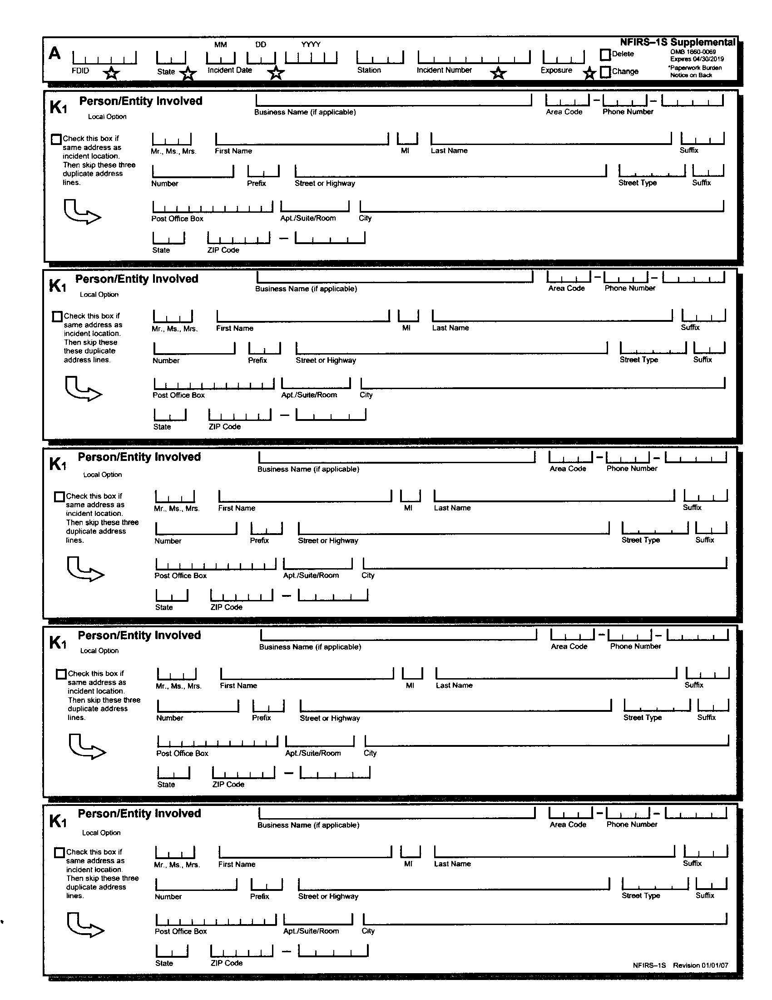 NFIRS–1S Supplemental
A MM DD YYYY Delete OMB 1660-0069
Expires 04/30/2019
FDID State Incident Date Station Incident Number Exposure Change *Paperwork Burden
Notice on Back
K1 Person/Entity Involved
Local Option
Business Name (if applicable) Area Code – Phone Number –
Check this box if
same address as
incident location.
Then skip these three
duplicate address
lines.
Mr., Ms., Mrs. First Name MI Last Name Suffix
Number Prefix Street or Highway Street Type Suffix
Post Office Box Apt./Suite/Room City
State ZIP Code –
K1 Person/Entity Involved
Local Option
Business Name (if applicable) Area Code – Phone Number –
Check this box if
same address as
incident location.
Then skip these
these duplicate
address lines.
Mr., Ms., Mrs. First Name MI Last Name Suffix
Number Prefix Street or Highway Street Type Suffix
Post Office Box Apt./Suite/Room City
State ZIP Code –
K1 Person/Entity Involved
Local Option
Business Name (if applicable) Area Code – Phone Number –
Check this box if
same address as
incident location.
Then skip these three
duplicate address
lines.
Mr., Ms., Mrs. First Name MI Last Name Suffix
Number Prefix Street or Highway Street Type Suffix
Post Office Box Apt./Suite/Room City
State ZIP Code –
K1 Person/Entity Involved
Local Option
Business Name (if applicable) Area Code – Phone Number –
Check this box if
same address as
incident location.
Then skip these three
duplicate address
lines.
Mr., Ms., Mrs. First Name MI Last Name Suffix
Number Prefix Street or Highway Street Type Suffix
Post Office Box Apt./Suite/Room City
State ZIP Code –
K1 Person/Entity Involved
Local Option
Business Name (if applicable) Area Code – Phone Number –
Check this box if
same address as
incident location.
Then skip these three
duplicate address
lines.
Mr., Ms., Mrs. First Name MI Last Name Suffix
Number Prefix Street or Highway Street Type Suffix
Post Office Box Apt./Suite/Room City
State ZIP Code –
NFIRS–1S Revision 01/01/07